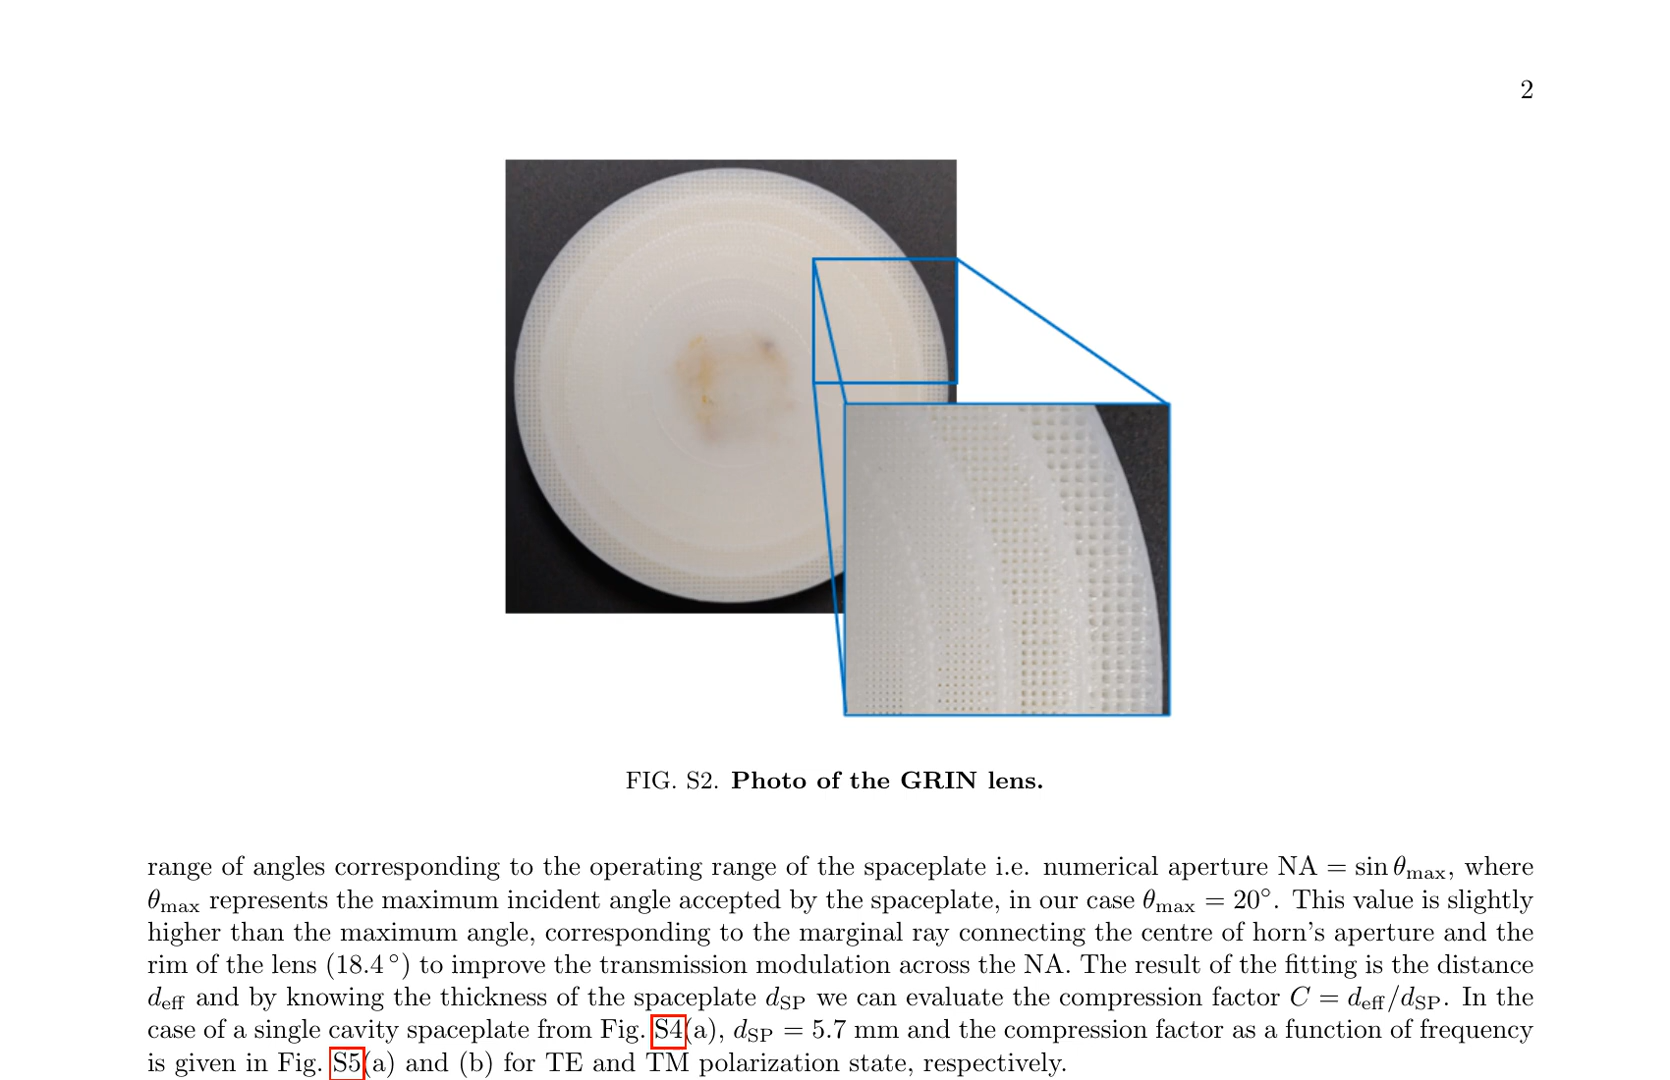 2
FIG. S2. Photo of the GRIN lens.
range of angles corresponding to the operating range of the spaceplate i.e. numerical aperture NA = sin θmax, where
θmax represents the maximum incident angle accepted by the spaceplate, in our case θmax = 20°. This value is slightly
higher than the maximum angle, corresponding to the marginal ray connecting the centre of horn's aperture and the
rim of the lens (18.4°) to improve the transmission modulation across the NA. The result of the fitting is the distance
deff and by knowing the thickness of the spaceplate dSP we can evaluate the compression factor C = deff/dSP. In the
case of a single cavity spaceplate from Fig. S4(a), dSP = 5.7 mm and the compression factor as a function of frequency
is given in Fig. S5(a) and (b) for TE and TM polarization state, respectively.